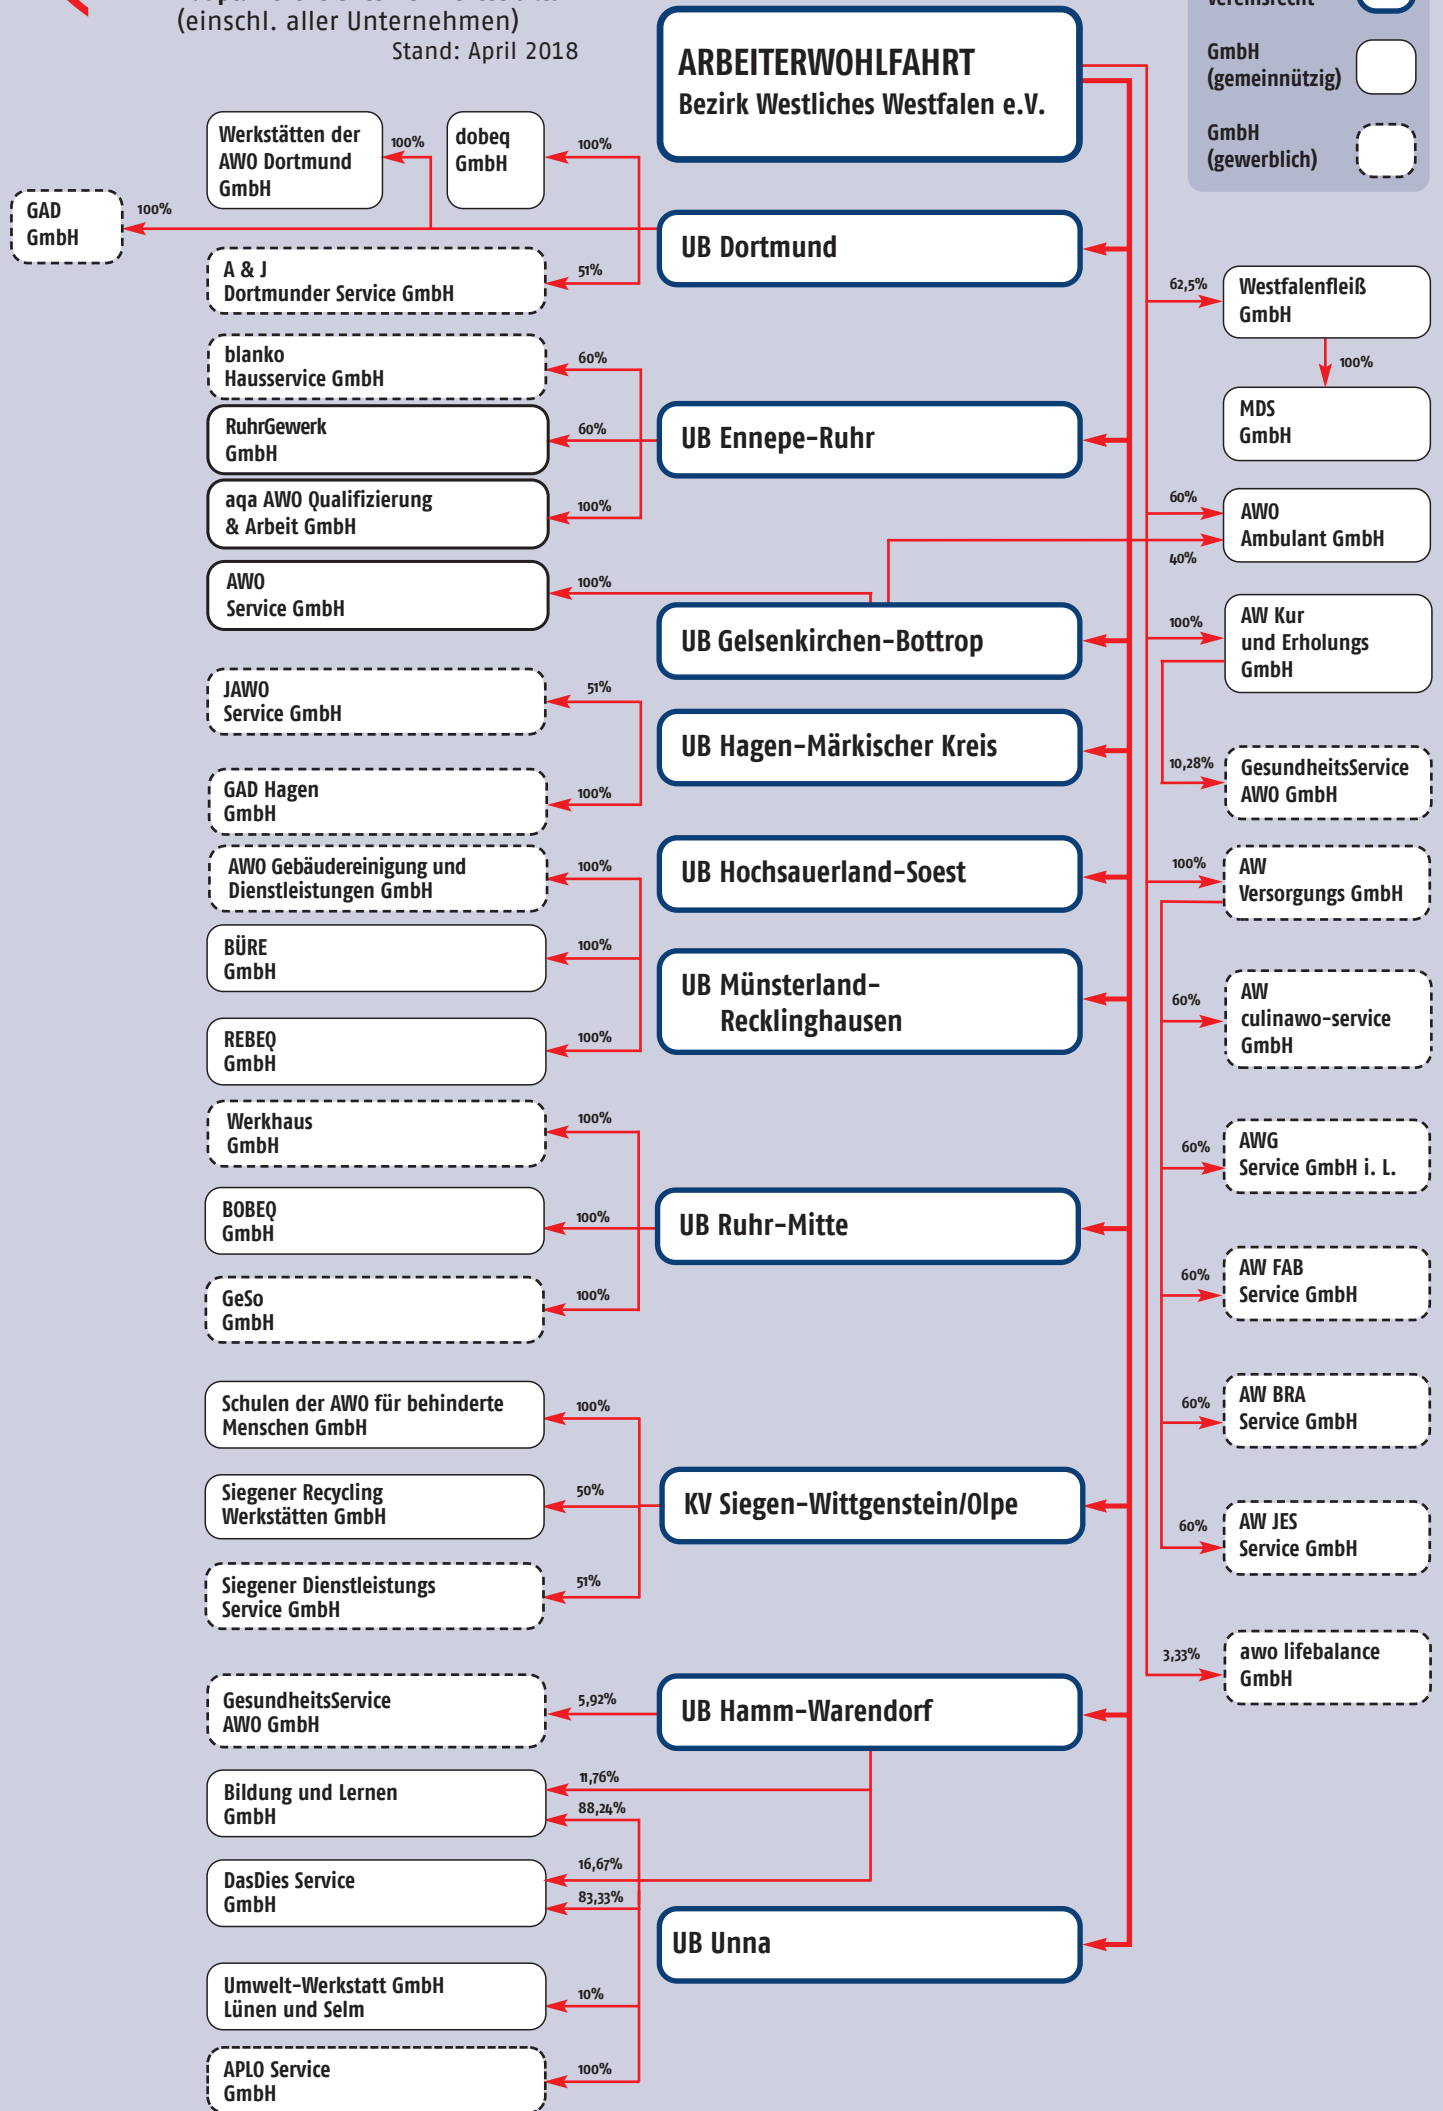 (einschl. aller Unternehmen)
Stand: April 2018
ARBEITERWOHLFAHRT
Bezirk Westliches Westfalen e.V.
GmbH
(gemeinnützig)
GmbH
(gewerblich)
Werkstätten der
AWO Dortmund
GmbH
100%
dobeq
GmbH
100%
GAD
GmbH
100%
UB Dortmund
A & J
Dortmunder Service GmbH
51%
62,5%
Westfalenfleiß
GmbH
100%
MDS
GmbH
blanko
Hausservice GmbH
60%
RuhrGewerk
GmbH
60%
UB Ennepe-Ruhr
aqa AWO Qualifizierung
& Arbeit GmbH
100%
60%
AWO
Ambulant GmbH
40%
AWO
Service GmbH
100%
UB Gelsenkirchen-Bottrop
100%
AW Kur
und Erholungs
GmbH
JAWO
Service GmbH
51%
UB Hagen-Märkischer Kreis
GAD Hagen
GmbH
100%
10,28%
GesundheitsService
AWO GmbH
AWO Gebäudereinigung und
Dienstleistungen GmbH
100%
UB Hochsauerland-Soest
100%
AW
Versorgungs GmbH
BÜRE
GmbH
100%
UB Münsterland-
Recklinghausen
60%
AW
culinawo-service
GmbH
REBEQ
GmbH
100%
Werkhaus
GmbH
100%
60%
AWG
Service GmbH i. L.
BOBEQ
GmbH
100%
UB Ruhr-Mitte
GeSo
GmbH
100%
60%
AW FAB
Service GmbH
Schulen der AWO für behinderte
Menschen GmbH
100%
60%
AW BRA
Service GmbH
Siegener Recycling
Werkstätten GmbH
50%
KV Siegen-Wittgenstein/Olpe
60%
AW JES
Service GmbH
Siegener Dienstleistungs
Service GmbH
51%
3,33%
awo lifebalance
GmbH
GesundheitsService
AWO GmbH
5,92%
UB Hamm-Warendorf
Bildung und Lernen
GmbH
11,76%
88,24%
DasDies Service
GmbH
16,67%
83,33%
UB Unna
Umwelt-Werkstatt GmbH
Lünen und Selm
10%
APLO Service
GmbH
100%